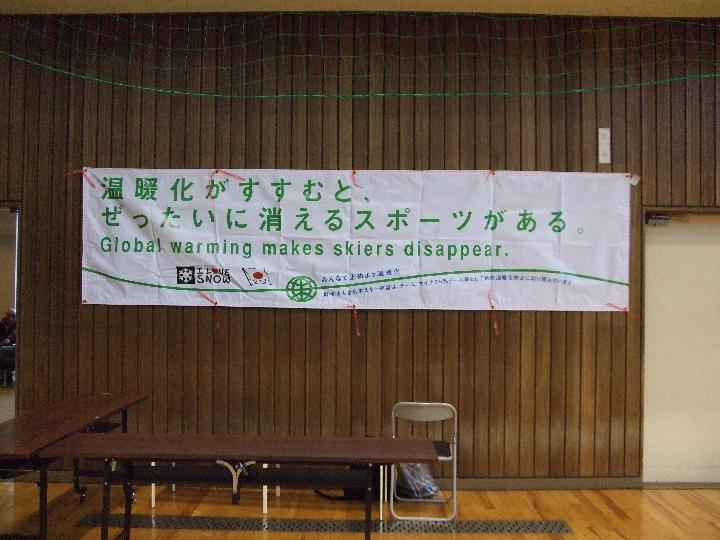 温暖化がすすむと、
ぜったいに消えるスポーツがある。
Global warming makes skiers disappear.
I LOVE
SNOW
みんなで止めよう温暖化